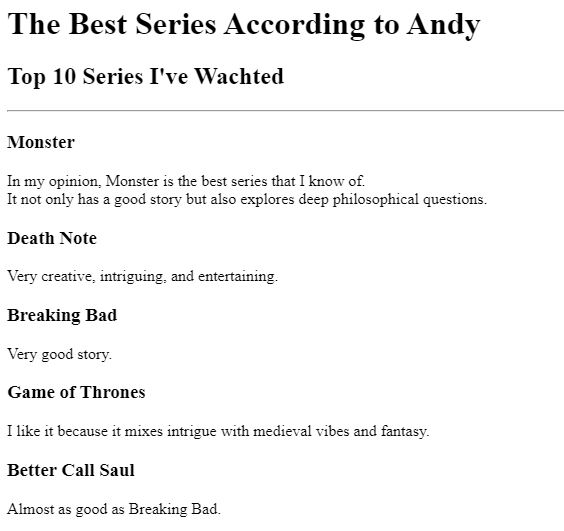 The Best Series According to Andy
Top 10 Series I've Wachted
Monster
In my opinion, Monster is the best series that I know of.
It not only has a good story but also explores deep philosophical questions.
Death Note
Very creative, intriguing, and entertaining.
Breaking Bad
Very good story.
Game of Thrones
I like it because it mixes intrigue with medieval vibes and fantasy.
Better Call Saul
Almost as good as Breaking Bad.